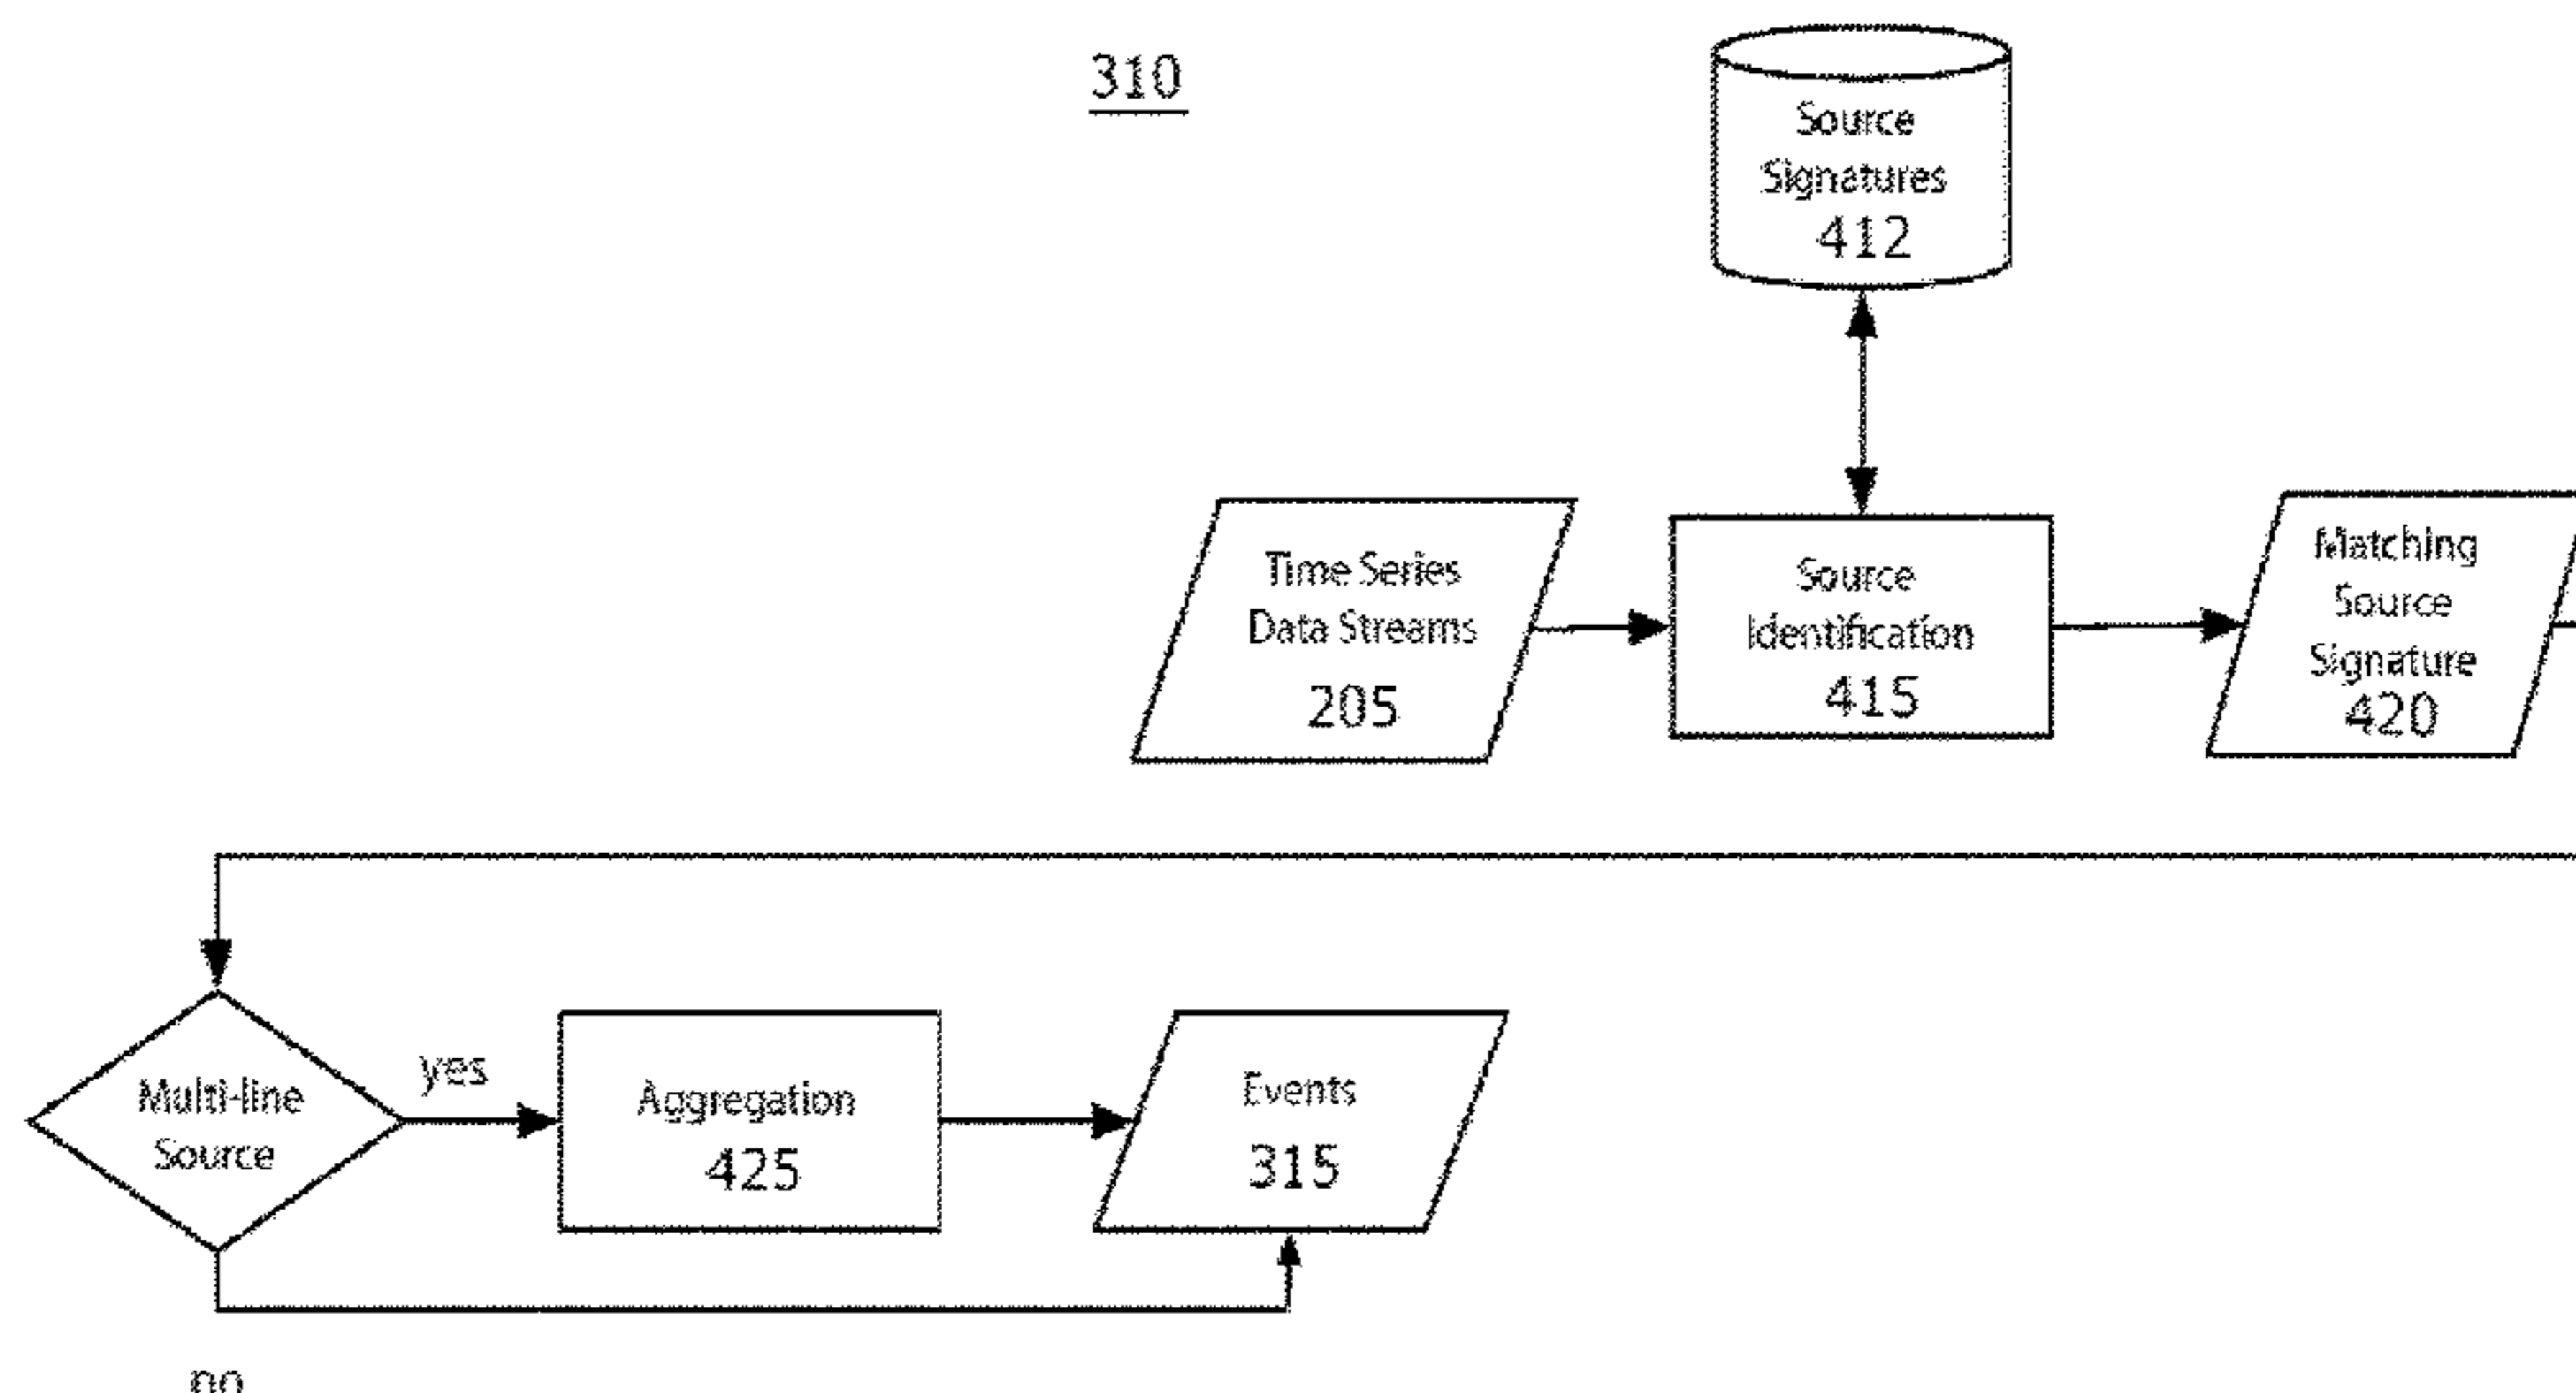 310
Source
Signatures
412
Time Series
Data Streams
205
Source
Identification
415
Matching
Source
Signature
420
Multi-line
Source
yes
Aggregation
425
Events
315
no